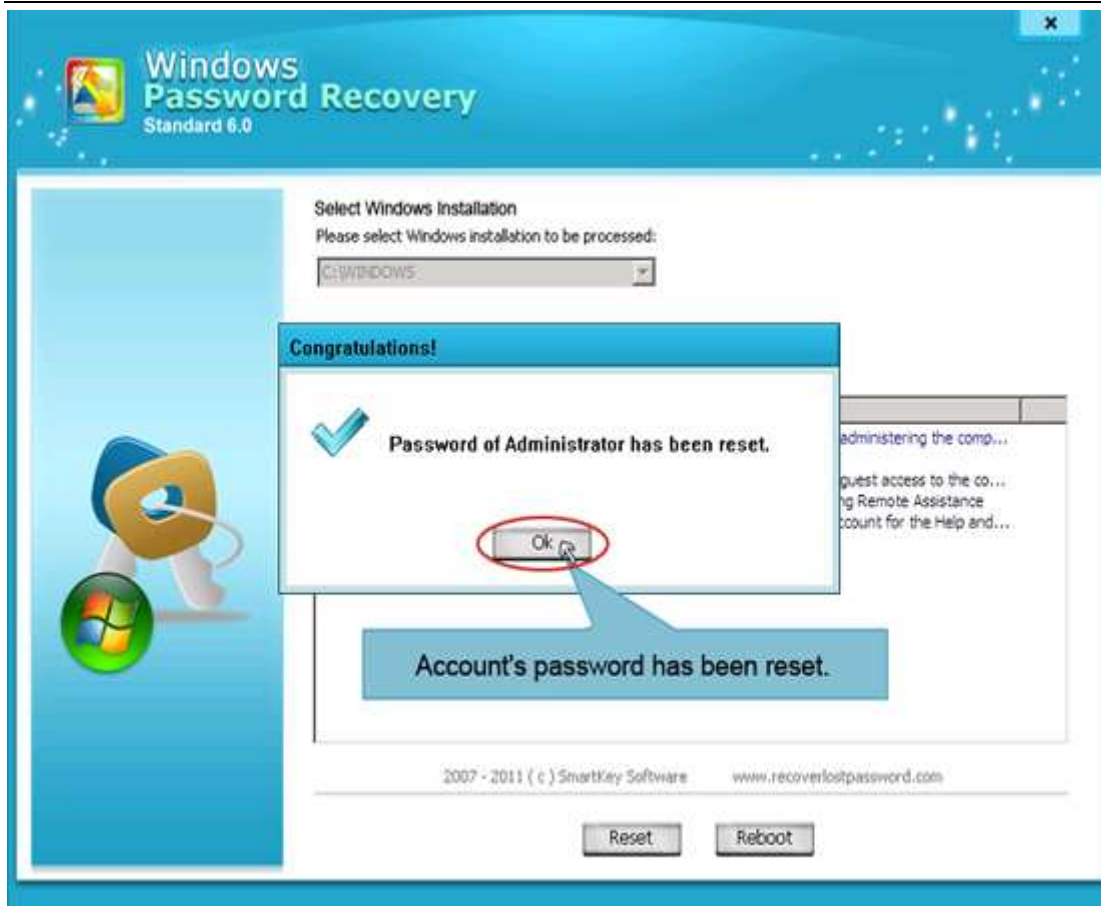 x
Windows
Password Recovery
Standard 6.0
Select Windows Installation
Please select Windows installation to be processed:
C:\WINDOWS
Congratulations!
Password of Administrator has been reset.
Ok
administering the comp...
guest access to the co...
ng Remote Assistance
ccount for the Help and...
Account's password has been reset.
2007 - 2011 ( c ) SmartKey Software www.recoverlostpassword.com
Reset Reboot